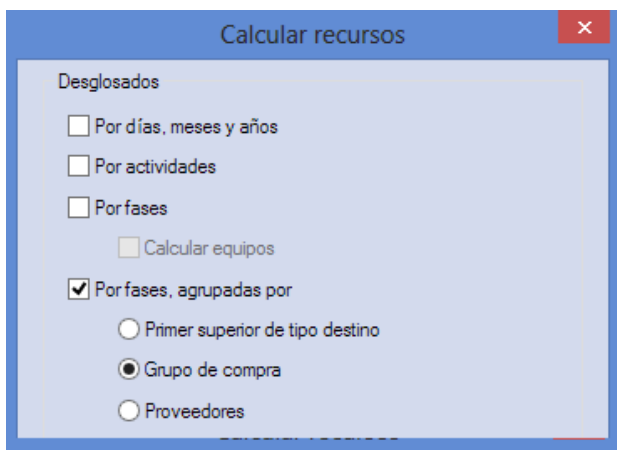 Calcular recursos
Desglosados
Por días, meses y años
Por actividades
Por fases
Calcular equipos
Por fases, agrupadas por
Primer superior de tipo destino
Grupo de compra
Proveedores